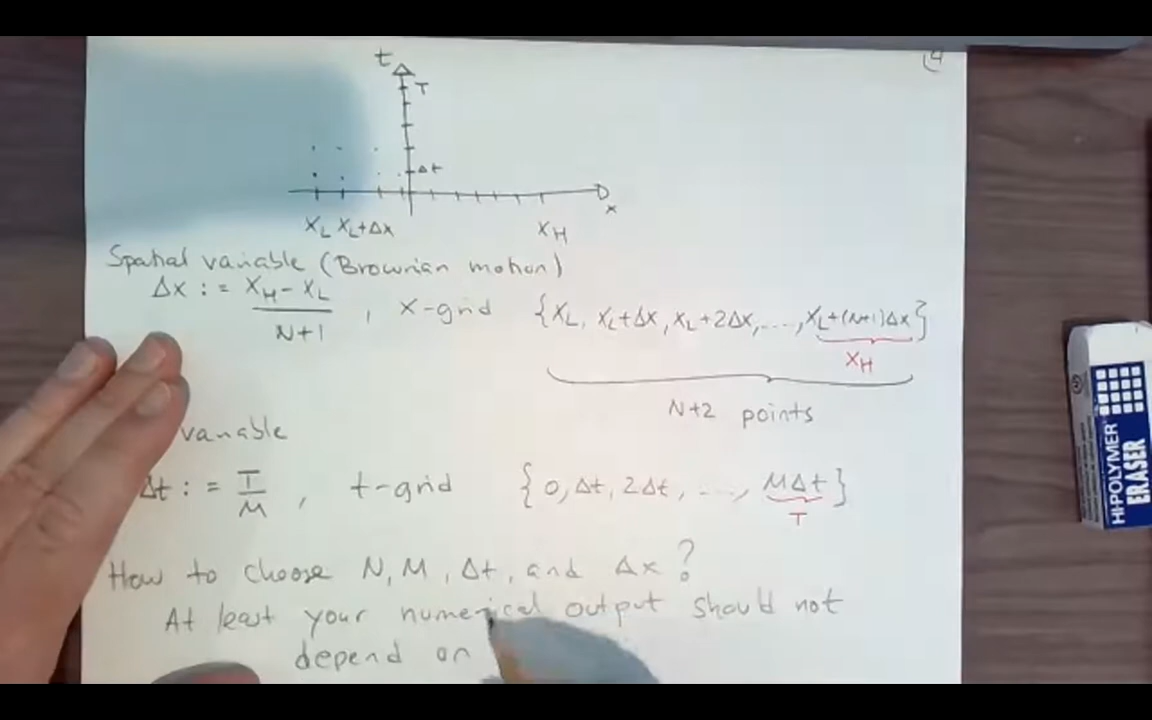 4
t
T
Δt
x
X_L X_L+Δx X_H
Spatial variable (Brownian motion)
Δx := (X_H - X_L)/(N+1) , x-grid {X_L, X_L+Δx, X_L+2Δx, ..., X_L+(N+1)Δx}
X_H
N+2 points
variable
Δt := T/M , t-grid {0, Δt, 2Δt, ..., MΔt}
T
How to choose N, M, Δt, and Δx?
At least your numerical output should not
depend on
HI-POLYMER
ERASER